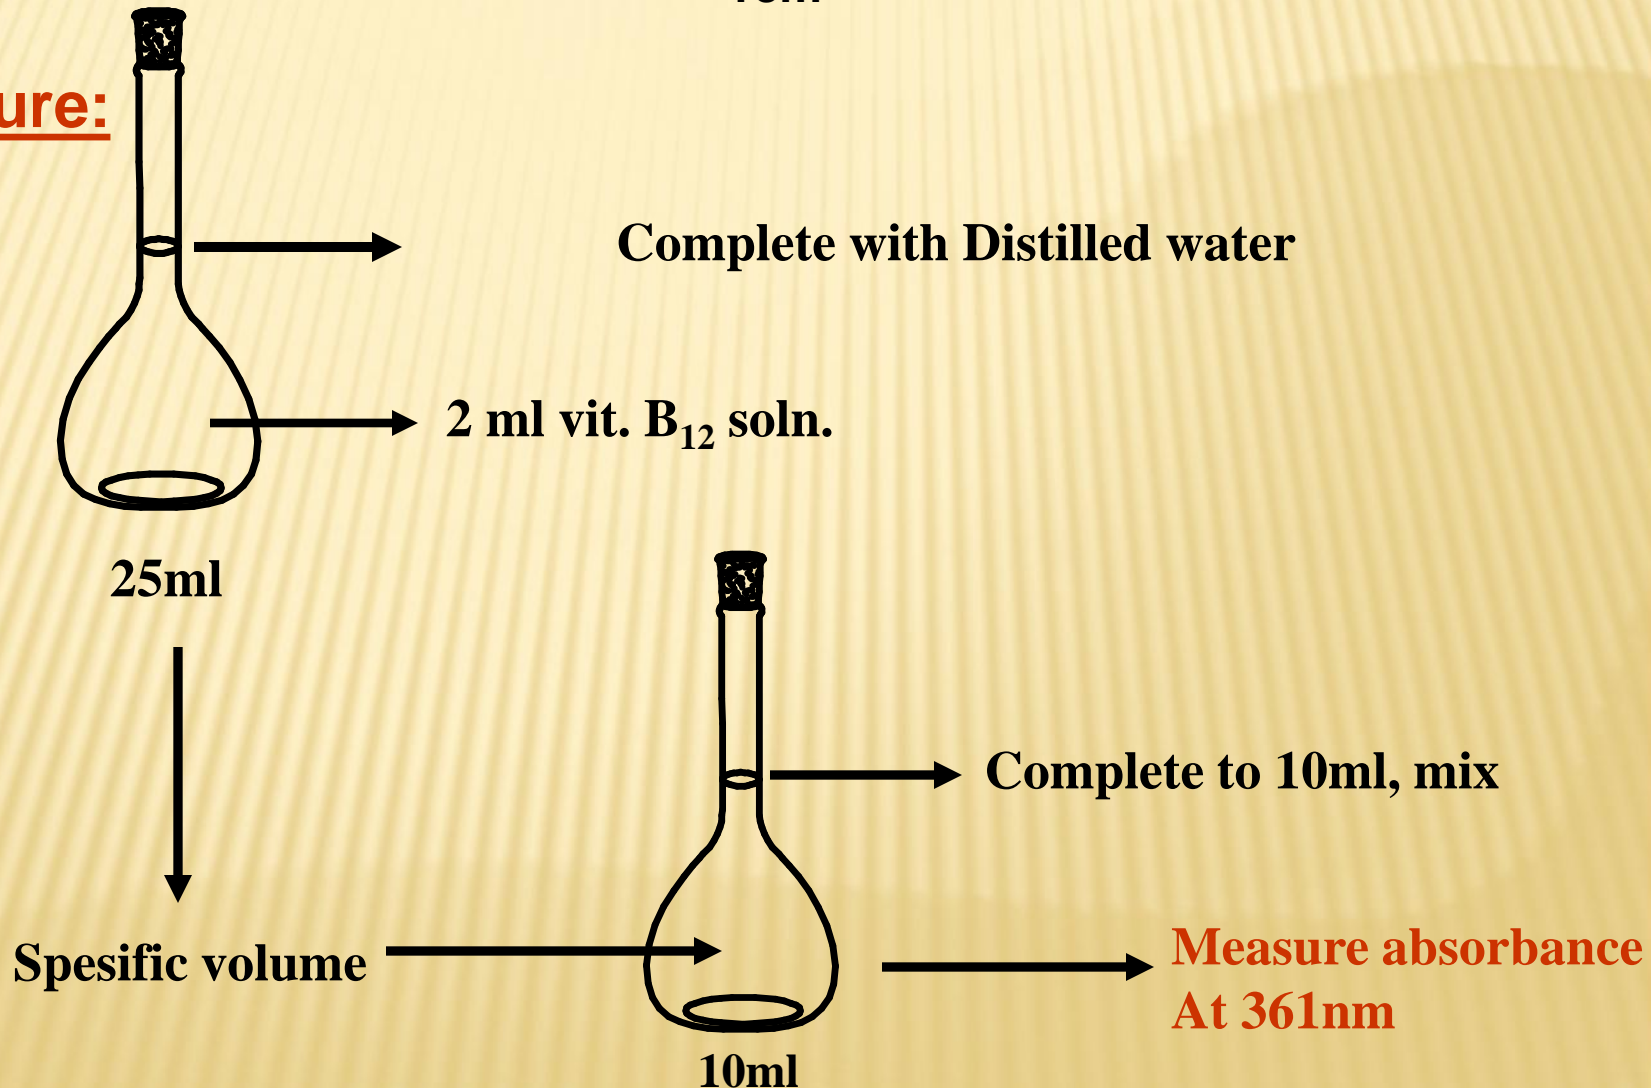 ure:
Complete with Distilled water
2 ml vit. B₁₂ soln.
25ml
Complete to 10ml, mix
Spesific volume
Measure absorbance
At 361nm
10ml